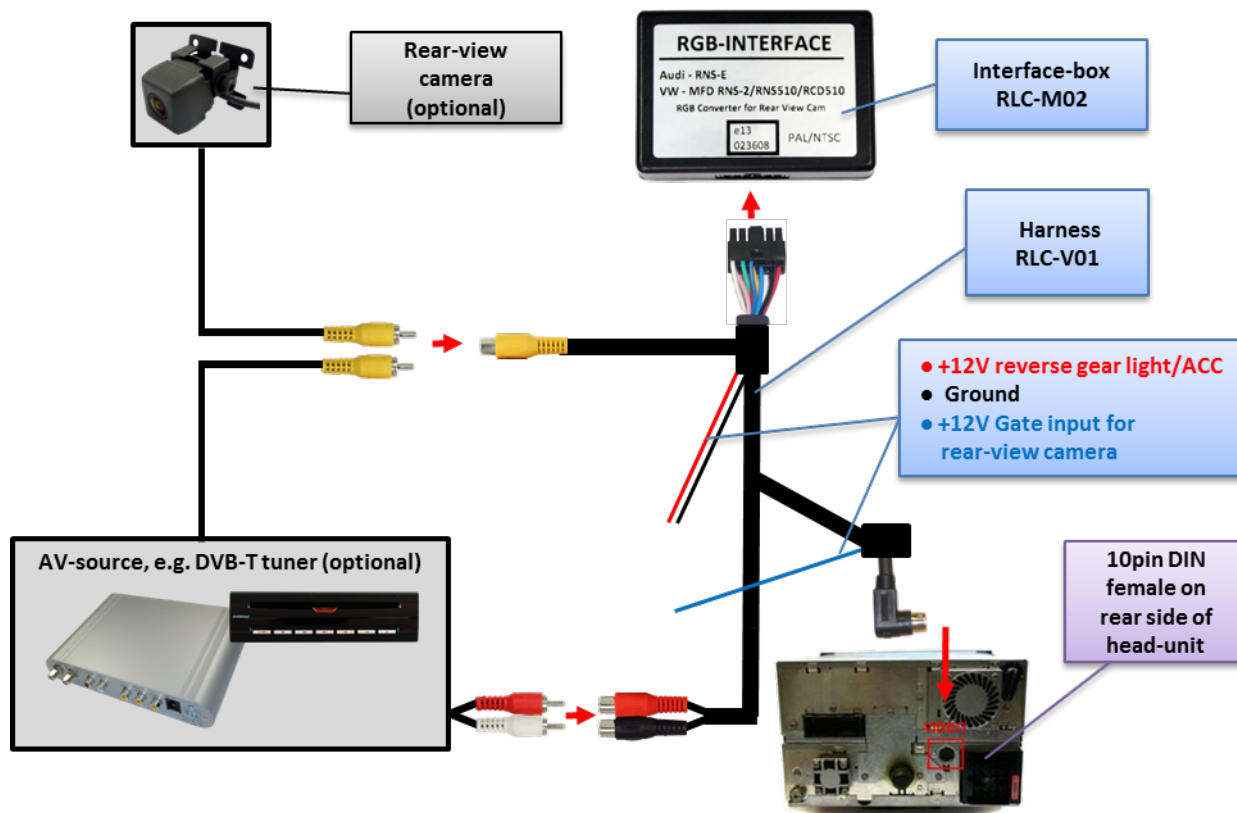 Rear-view
camera
(optional)
RGB-INTERFACE
Audi - RNS-E
VW - MFD RNS-2/RNS510/RCD510
RGB Converter for Rear View Cam
e13
023608
PAL/NTSC
Interface-box
RLC-M02
Harness
RLC-V01
+12V reverse gear light/ACC
Ground
+12V Gate input for
rear-view camera
AV-source, e.g. DVB-T tuner (optional)
10pin DIN
female on
rear side of
head-unit
VIDEO